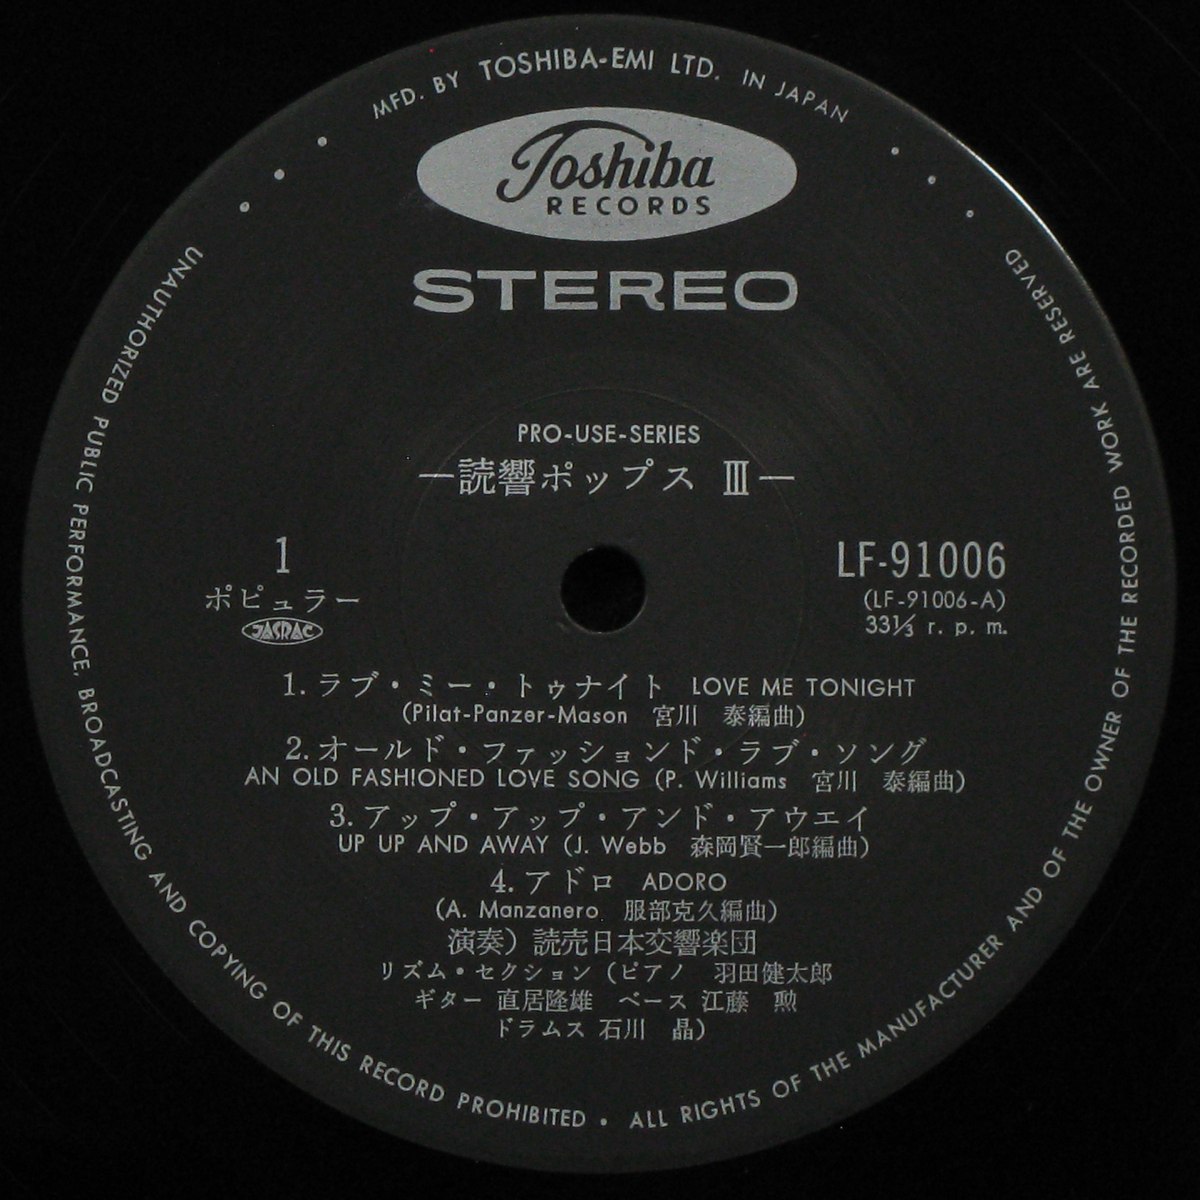 MFD. BY TOSHIBA-EMI LTD. IN JAPAN
Toshiba
RECORDS
STEREO
PRO-USE-SERIES
—読響ポップス Ⅲ—
1
ポピュラー
JASRAC
LF-91006
(LF-91006-A)
33⅓ r. p. m.
1. ラブ・ミー・トゥナイト LOVE ME TONIGHT
(Pilat-Panzer-Mason 宮川 泰編曲)
2. オールド・ファッションド・ラブ・ソング
AN OLD FASHIONED LOVE SONG (P. Williams 宮川 泰編曲)
3. アップ・アップ・アンド・アウエイ
UP UP AND AWAY (J. Webb 森岡賢一郎編曲)
4. アドロ ADORO
(A. Manzanero 服部克久編曲)
演奏) 読売日本交響楽団
リズム・セクション (ピアノ 羽田健太郎
ギター 直居隆雄 ベース 江藤 勲
ドラムス 石川 晶)
UNAUTHORIZED PUBLIC PERFORMANCE, BROADCASTING AND COPYING OF THIS RECORD PROHIBITED • ALL RIGHTS OF THE MANUFACTURER AND OF THE OWNER OF THE RECORDED WORK ARE RESERVED